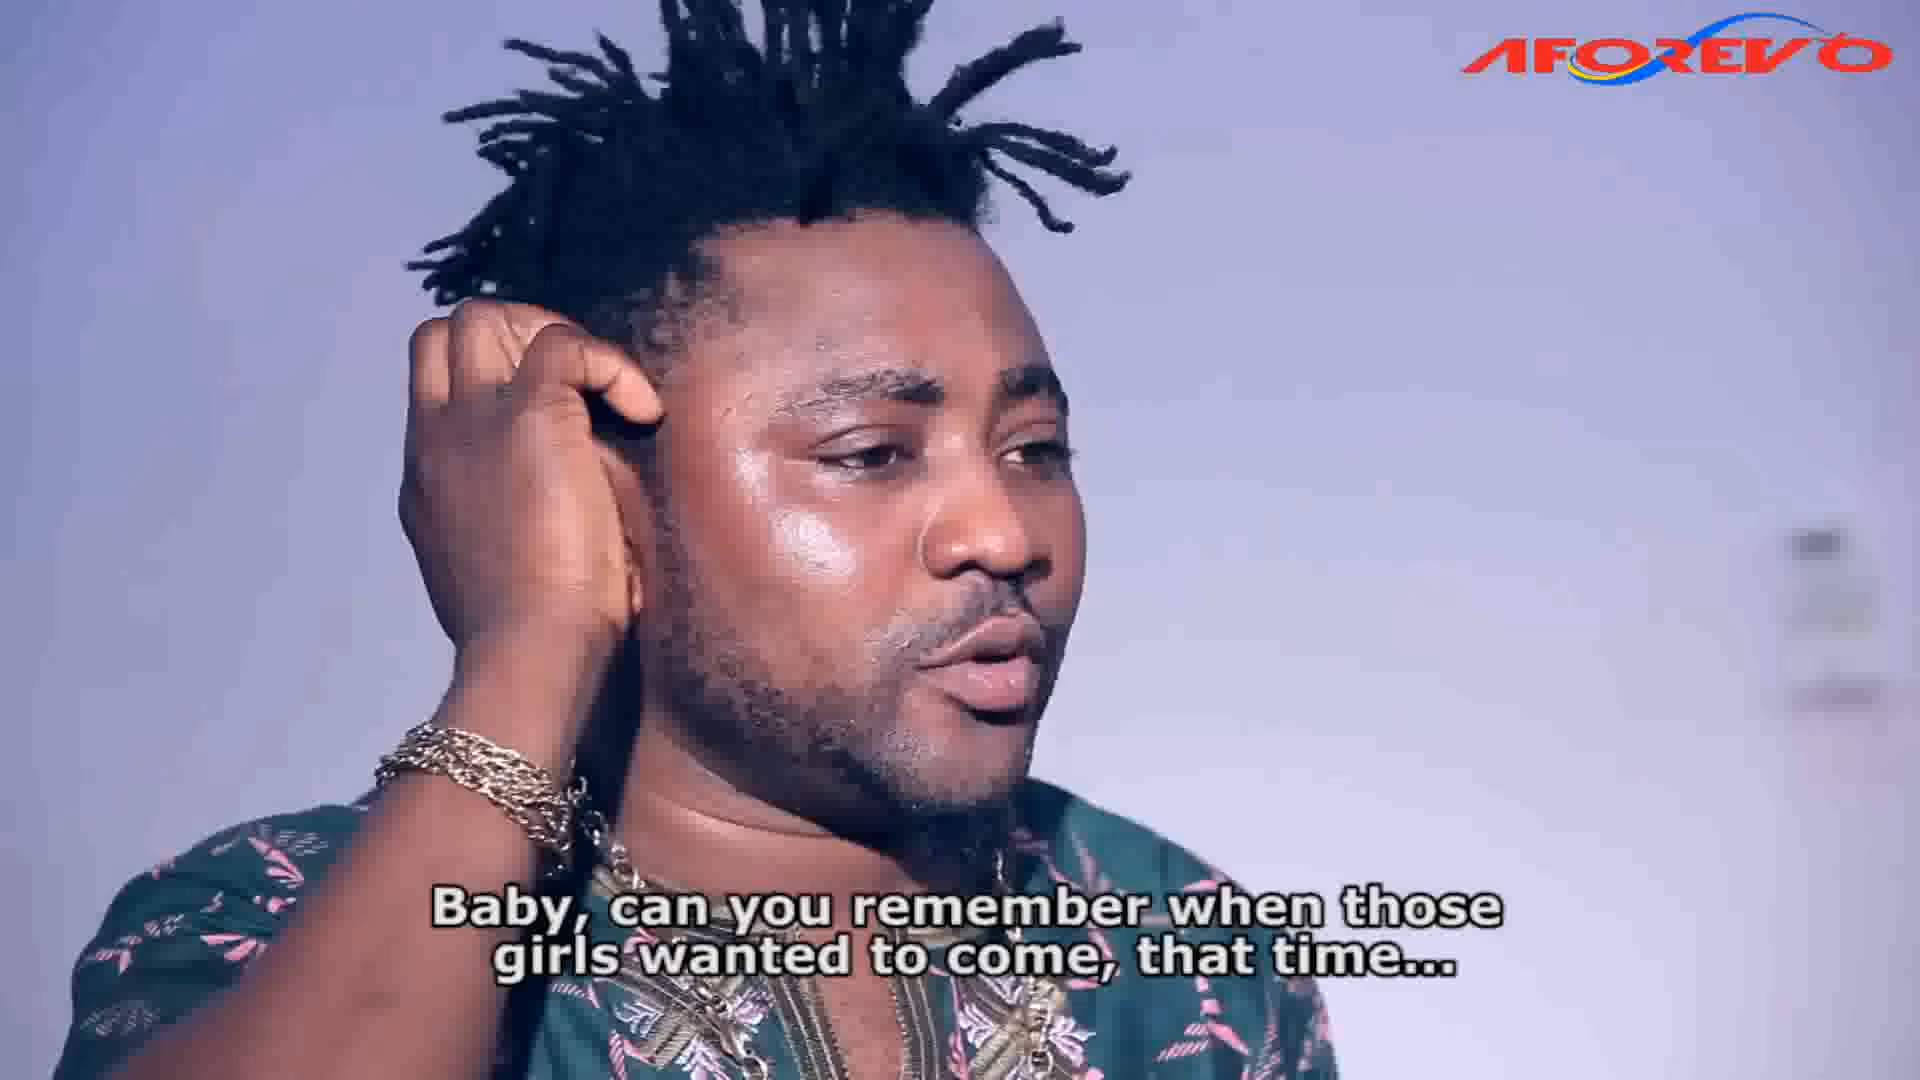 AFOREVO
Baby, can you remember when those
girls wanted to come, that time...